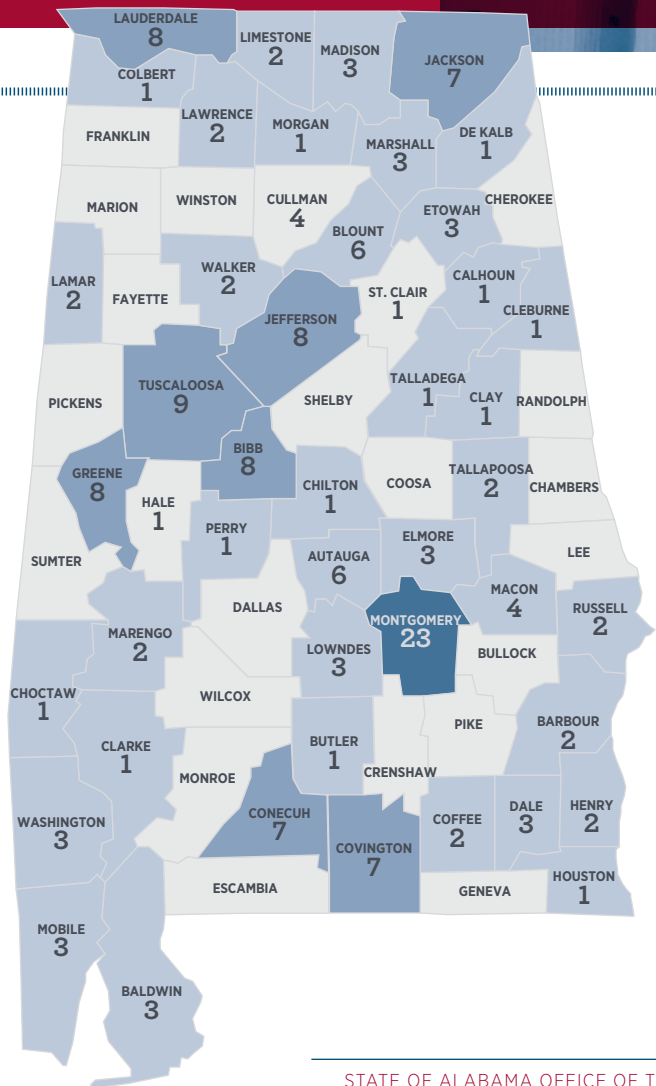 LAUDERDALE
8
LIMESTONE
2
MADISON
3
JACKSON
7
COLBERT
1
LAWRENCE
2
MORGAN
1
MARSHALL
3
DE KALB
1
FRANKLIN
MARION
WINSTON
CULLMAN
4
BLOUNT
6
ETOWAH
3
CHEROKEE
LAMAR
2
FAYETTE
WALKER
2
JEFFERSON
8
ST. CLAIR
1
CALHOUN
1
CLEBURNE
1
PICKENS
TUSCALOOSA
9
SHELBY
TALLADEGA
1
CLAY
1
RANDOLPH
GREENE
8
HALE
1
BIBB
8
CHILTON
1
COOSA
TALLAPOOSA
2
CHAMBERS
SUMTER
PERRY
1
AUTAUGA
6
ELMORE
3
LEE
MACON
4
RUSSELL
2
MARENGO
2
DALLAS
LOWNDES
3
MONTGOMERY
23
BULLOCK
CHOCTAW
1
CLARKE
1
WILCOX
BUTLER
1
CRENSHAW
PIKE
BARBOUR
2
MONROE
CONECUH
7
COVINGTON
7
COFFEE
2
DALE
3
HENRY
2
WASHINGTON
3
ESCAMBIA
GENEVA
HOUSTON
1
MOBILE
3
BALDWIN
3
STATE OF ALABAMA OFFICE OF T